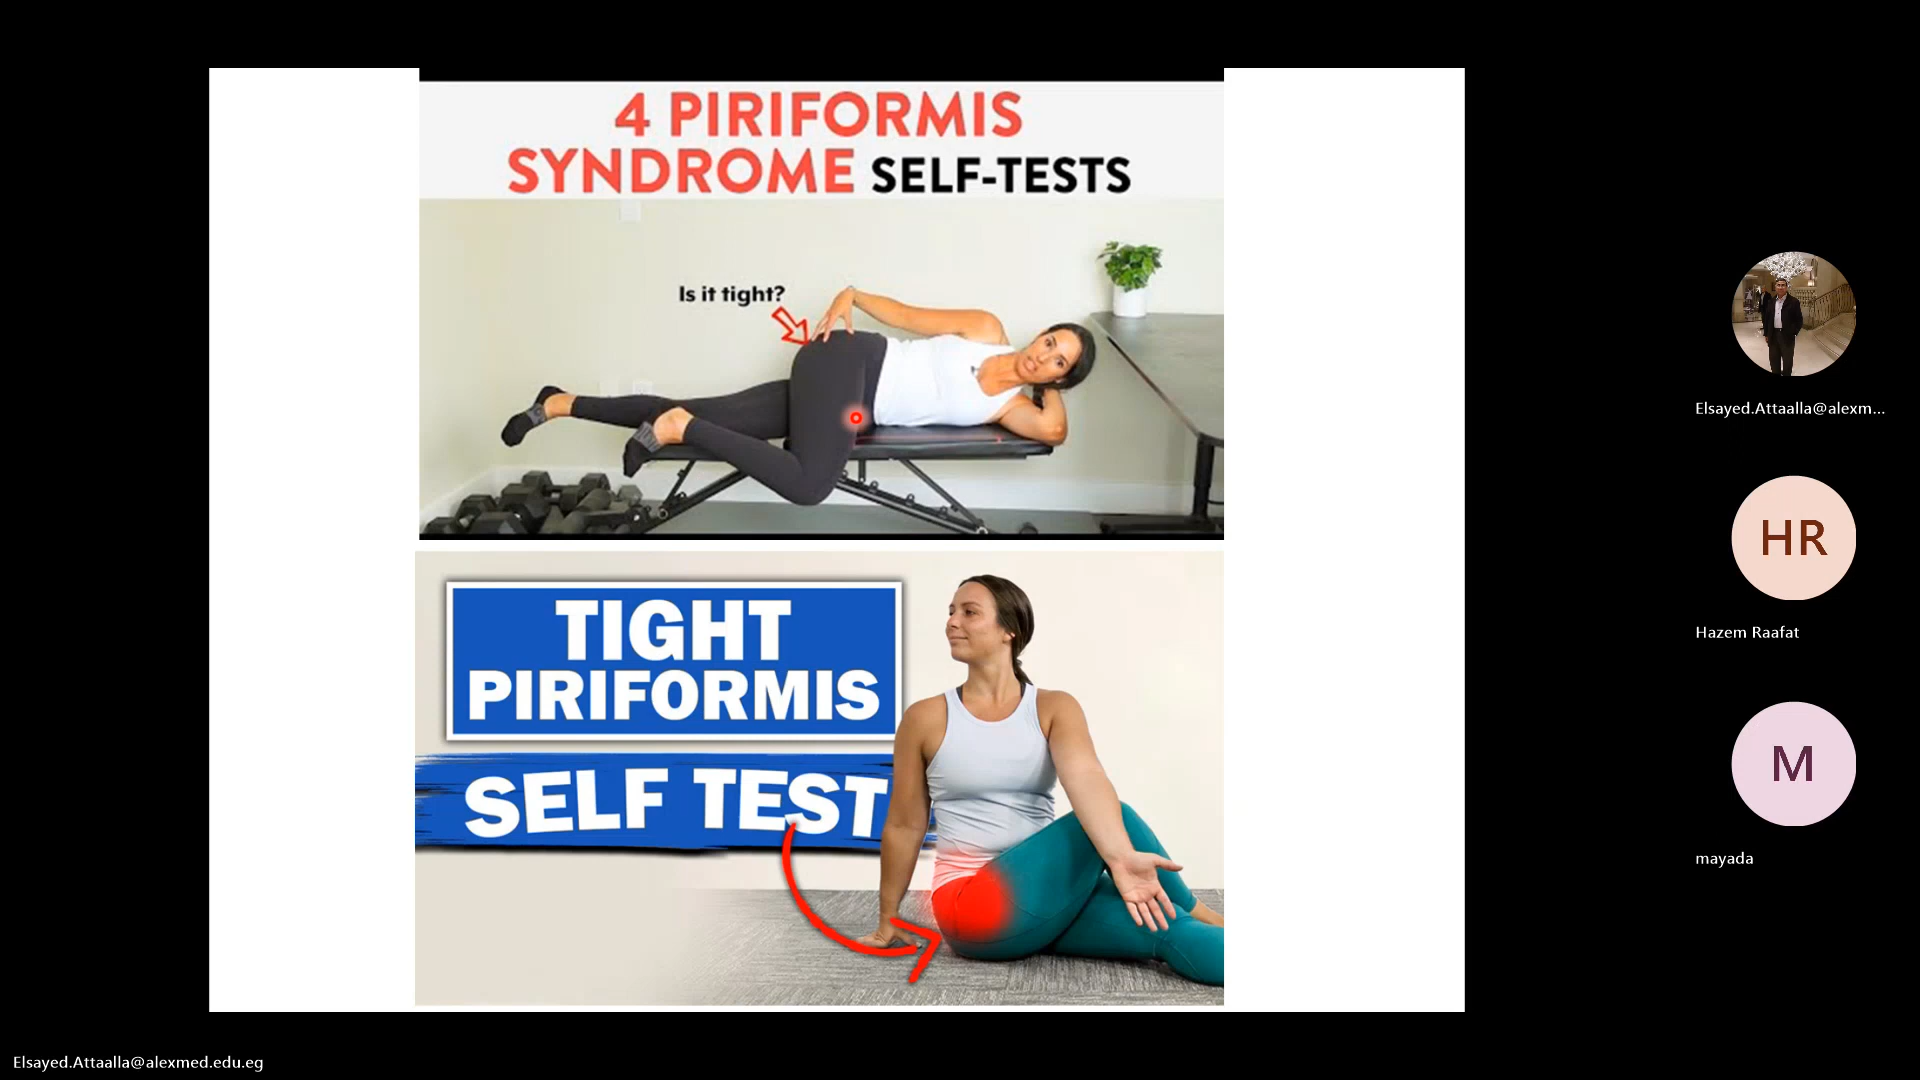 4 PIRIFORMIS
SYNDROME SELF-TESTS
Is it tight?
TIGHT
PIRIFORMIS
SELF TEST
Elsayed.Attaalla@alexm...
HR
Hazem Raafat
M
mayada
Elsayed.Attaalla@alexmed.edu.eg